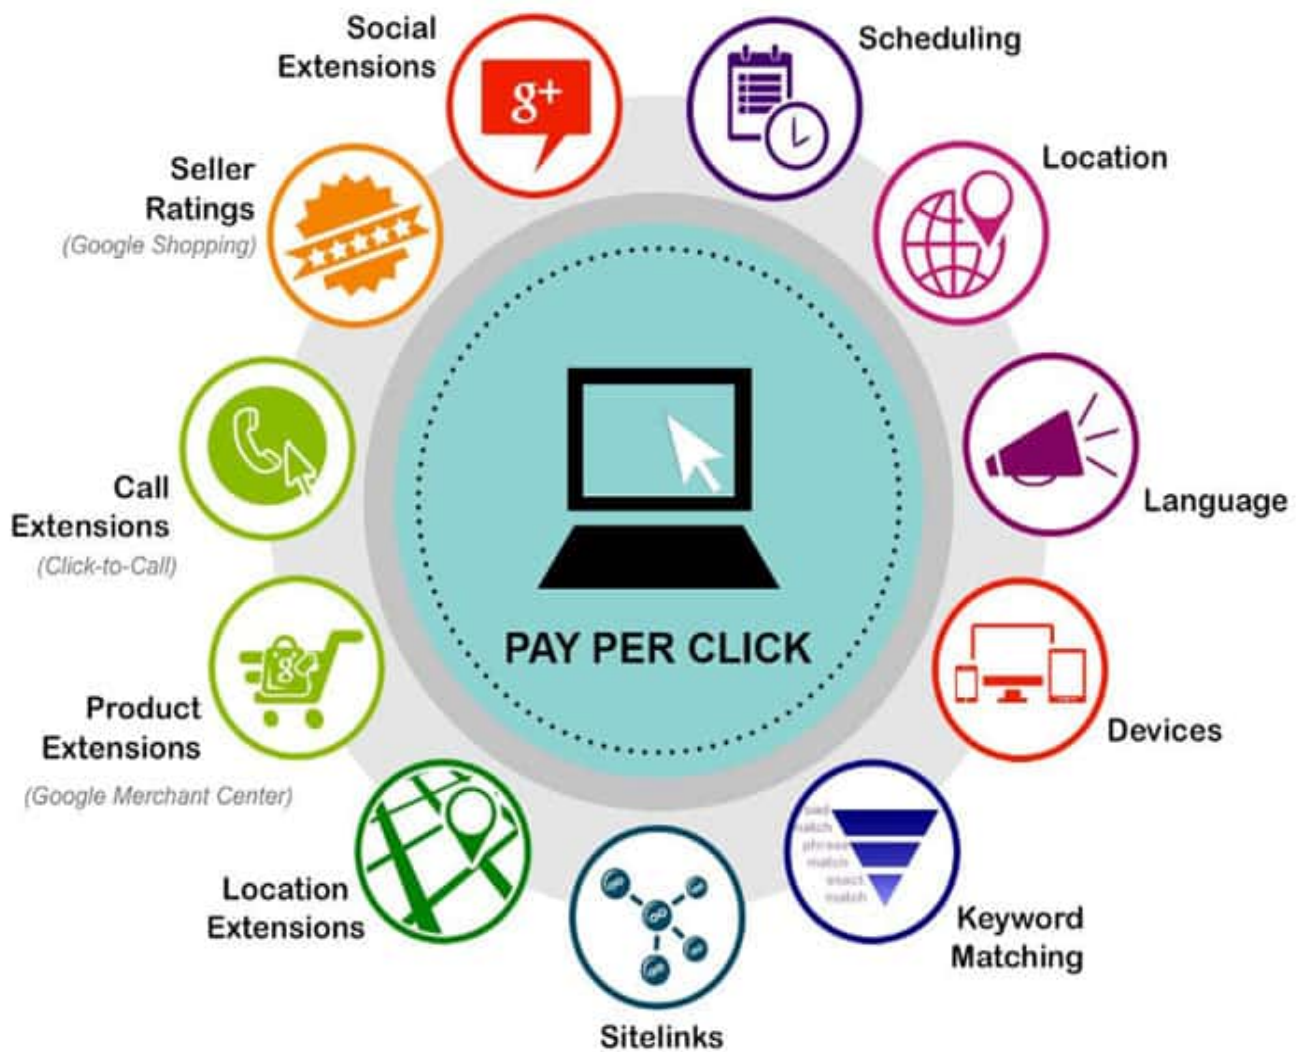 Social
Extensions
g+
Scheduling
Location
Seller
Ratings
(Google Shopping)
Call
Extensions
(Click-to-Call)
Language
PAY PER CLICK
g
Product
Extensions
(Google Merchant Center)
Devices
match
phrase
match
exact
match
Location
Extensions
Keyword
Matching
Sitelinks